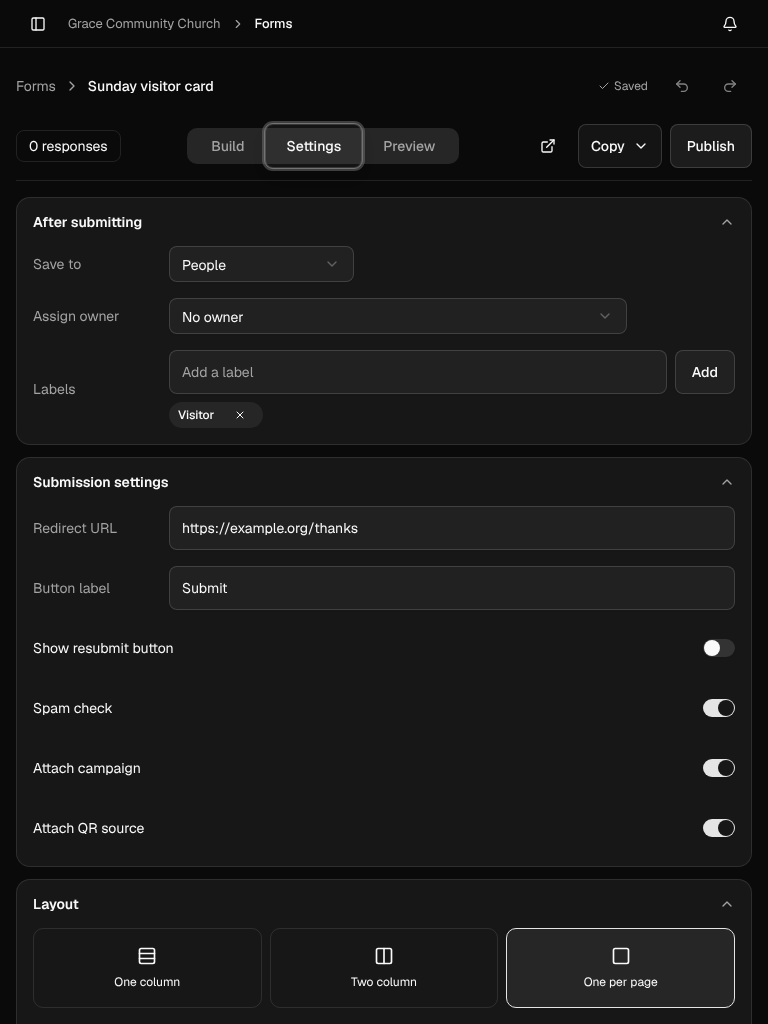 Grace Community Church > Forms
Forms > Sunday visitor card
Saved
0 responses
Build
Settings
Preview
Copy
Publish
After submitting
Save to
People
Assign owner
No owner
Labels
Add a label
Add
Visitor
Submission settings
Redirect URL
https://example.org/thanks
Button label
Submit
Show resubmit button
Spam check
Attach campaign
Attach QR source
Layout
One column
Two column
One per page